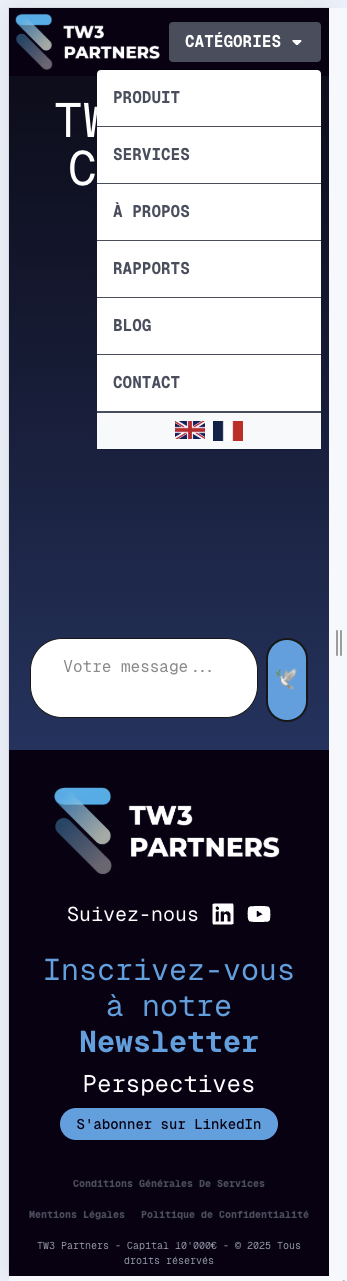 TW3
PARTNERS
CATÉGORIES
PRODUIT
SERVICES
À PROPOS
RAPPORTS
BLOG
CONTACT
Votre message...
TW3
PARTNERS
Suivez-nous
Inscrivez-vous
à notre
Newsletter
Perspectives
S'abonner sur LinkedIn
Conditions Générales De Services
Mentions Légales Politique de Confidentialité
TW3 Partners - Capital 10'000€ - © 2025 Tous
droits réservés